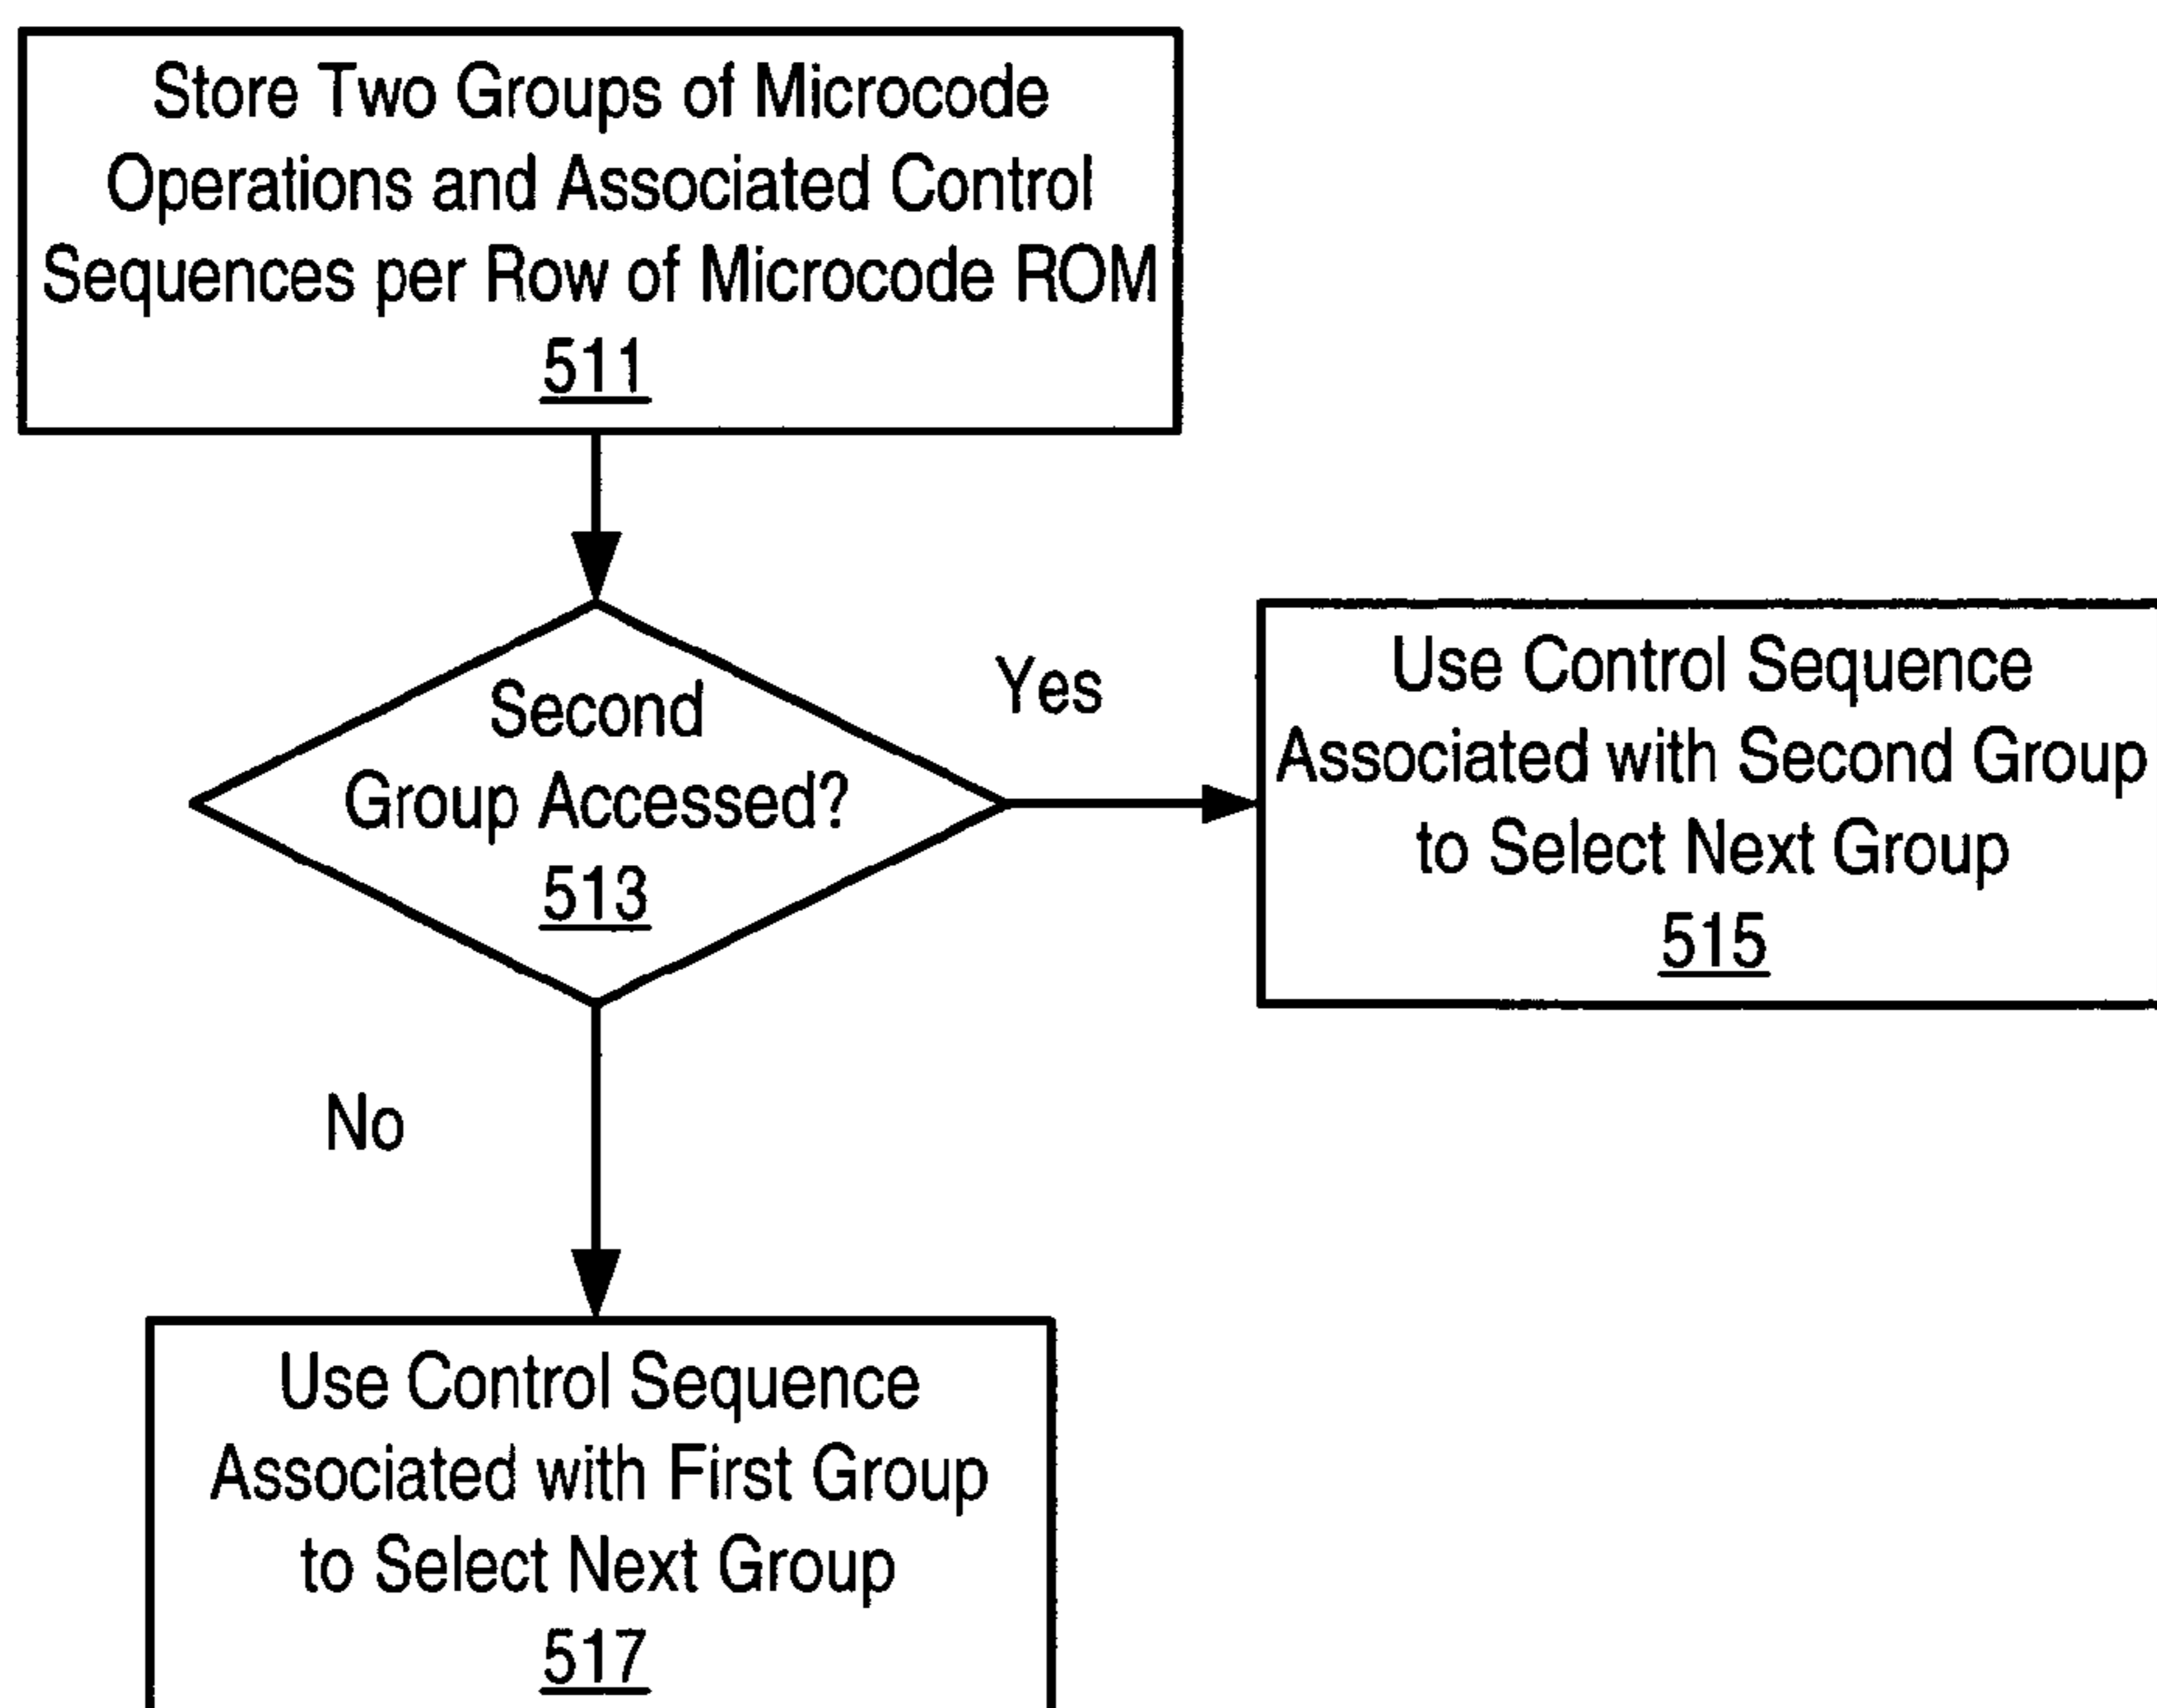 Store Two Groups of Microcode
Operations and Associated Control
Sequences per Row of Microcode ROM
511
Second
Group Accessed?
513
Yes
Use Control Sequence
Associated with Second Group
to Select Next Group
515
No
Use Control Sequence
Associated with First Group
to Select Next Group
517